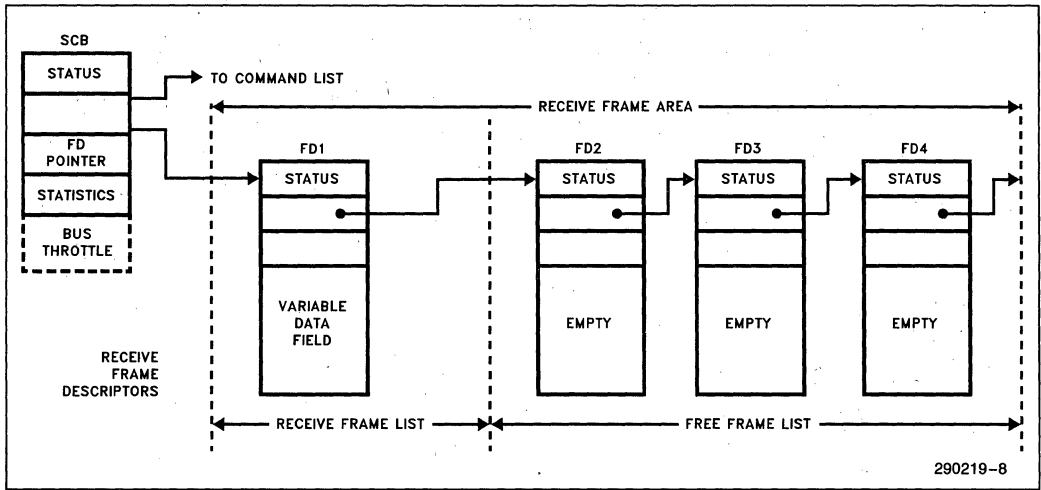 SCB
STATUS
TO COMMAND LIST
FD
POINTER
STATISTICS
BUS
THROTTLE
RECEIVE FRAME AREA
FD1
STATUS
VARIABLE
DATA
FIELD
FD2
STATUS
EMPTY
FD3
STATUS
EMPTY
FD4
STATUS
EMPTY
RECEIVE
FRAME
DESCRIPTORS
RECEIVE FRAME LIST
FREE FRAME LIST
290219-8